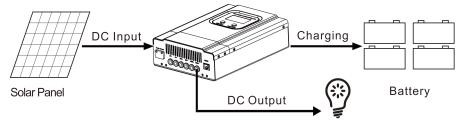 DC Input
Charging
Solar Panel
DC Output
Battery